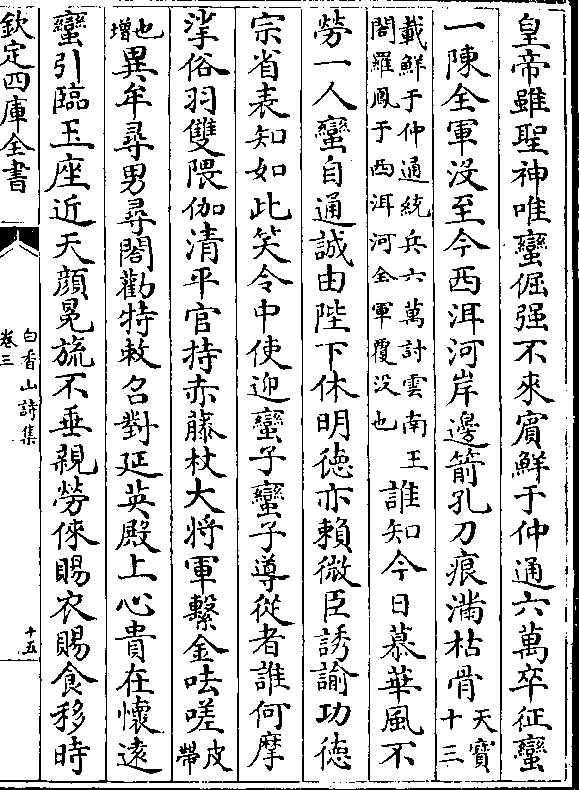 皇帝雖聖神唯蠻倔强不來賓鮮于仲通六萬卒征蠻
一陳全軍没至今西洱河岸邊箭孔刀痕滿枯骨天寶十三
載鮮于仲通統兵六萬討雲南王閤羅鳳于西洱河全軍覆没也誰知今日慕華風不
勞一人蠻自通誠由陛下休明德亦賴微臣誘諭功德
宗省表知如此笑令中使迎蠻子蠻子導從者誰何摩
挲俗羽雙隈伽清平官持赤藤杖大将軍繫金呿嗟皮帶
也增異牟尋男尋閤勸特敕召對延英殿上心貴在懷遠
蠻引臨玉座近天顔冕旒不垂親勞倈賜衣賜食移時
欽定四庫全書
白香山詩集
卷三
十五